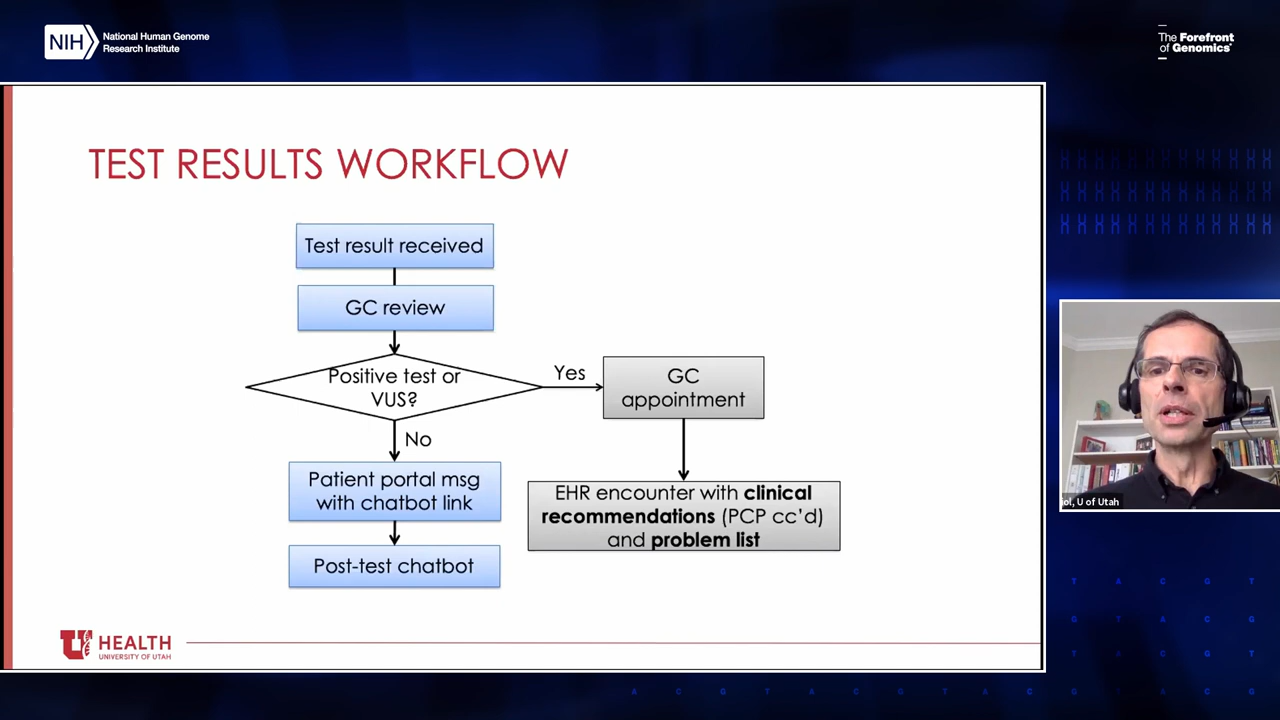 NIH
National Human Genome
Research Institute
The Forefront
of Genomics®
TEST RESULTS WORKFLOW
Test result received
GC review
Positive test or
VUS?
Yes
GC
appointment
No
Patient portal msg
with chatbot link
EHR encounter with clinical
recommendations (PCP cc'd)
and problem list
Post-test chatbot
U HEALTH
UNIVERSITY OF UTAH
, U of Utah
T A C G T
G T A C G
T A C G T
G T A C G
A C G T A C G T A C G T A C G